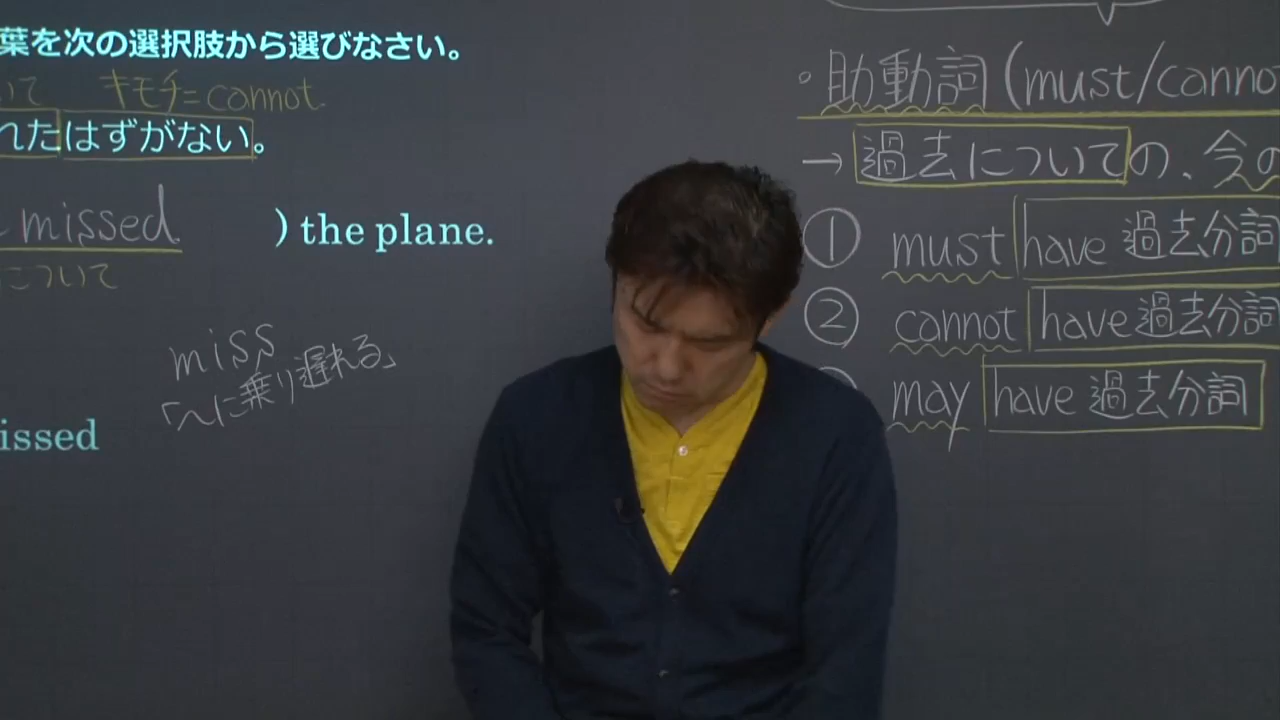 葉を次の選択肢から選びなさい。
いて キモチ=cannot
れたはずがない。
missed ) the plane.
について
miss
「〜に乗り遅れる」
issed
。助動詞(must/canno
→ 過去についての、今の
① must have 過去分詞
② cannot have 過去分詞
may have 過去分詞